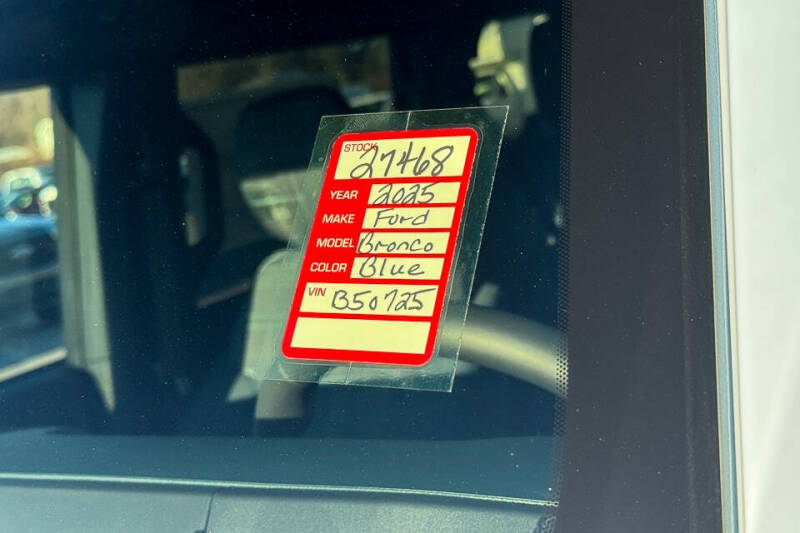 STOCK 27468
YEAR 2025
MAKE Ford
MODEL Bronco
COLOR Blue
VIN B50725